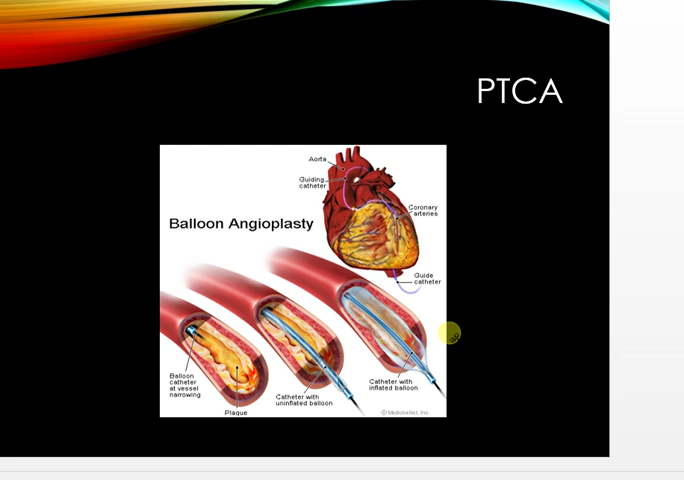 PTCA
Balloon Angioplasty
Aorta
Guiding
catheter
Coronary
arteries
Guide
catheter
Balloon
catheter
at vessel
narrowing
Plaque
Catheter with
uninflated balloon
Catheter with
inflated balloon
© MedicineNet, Inc.